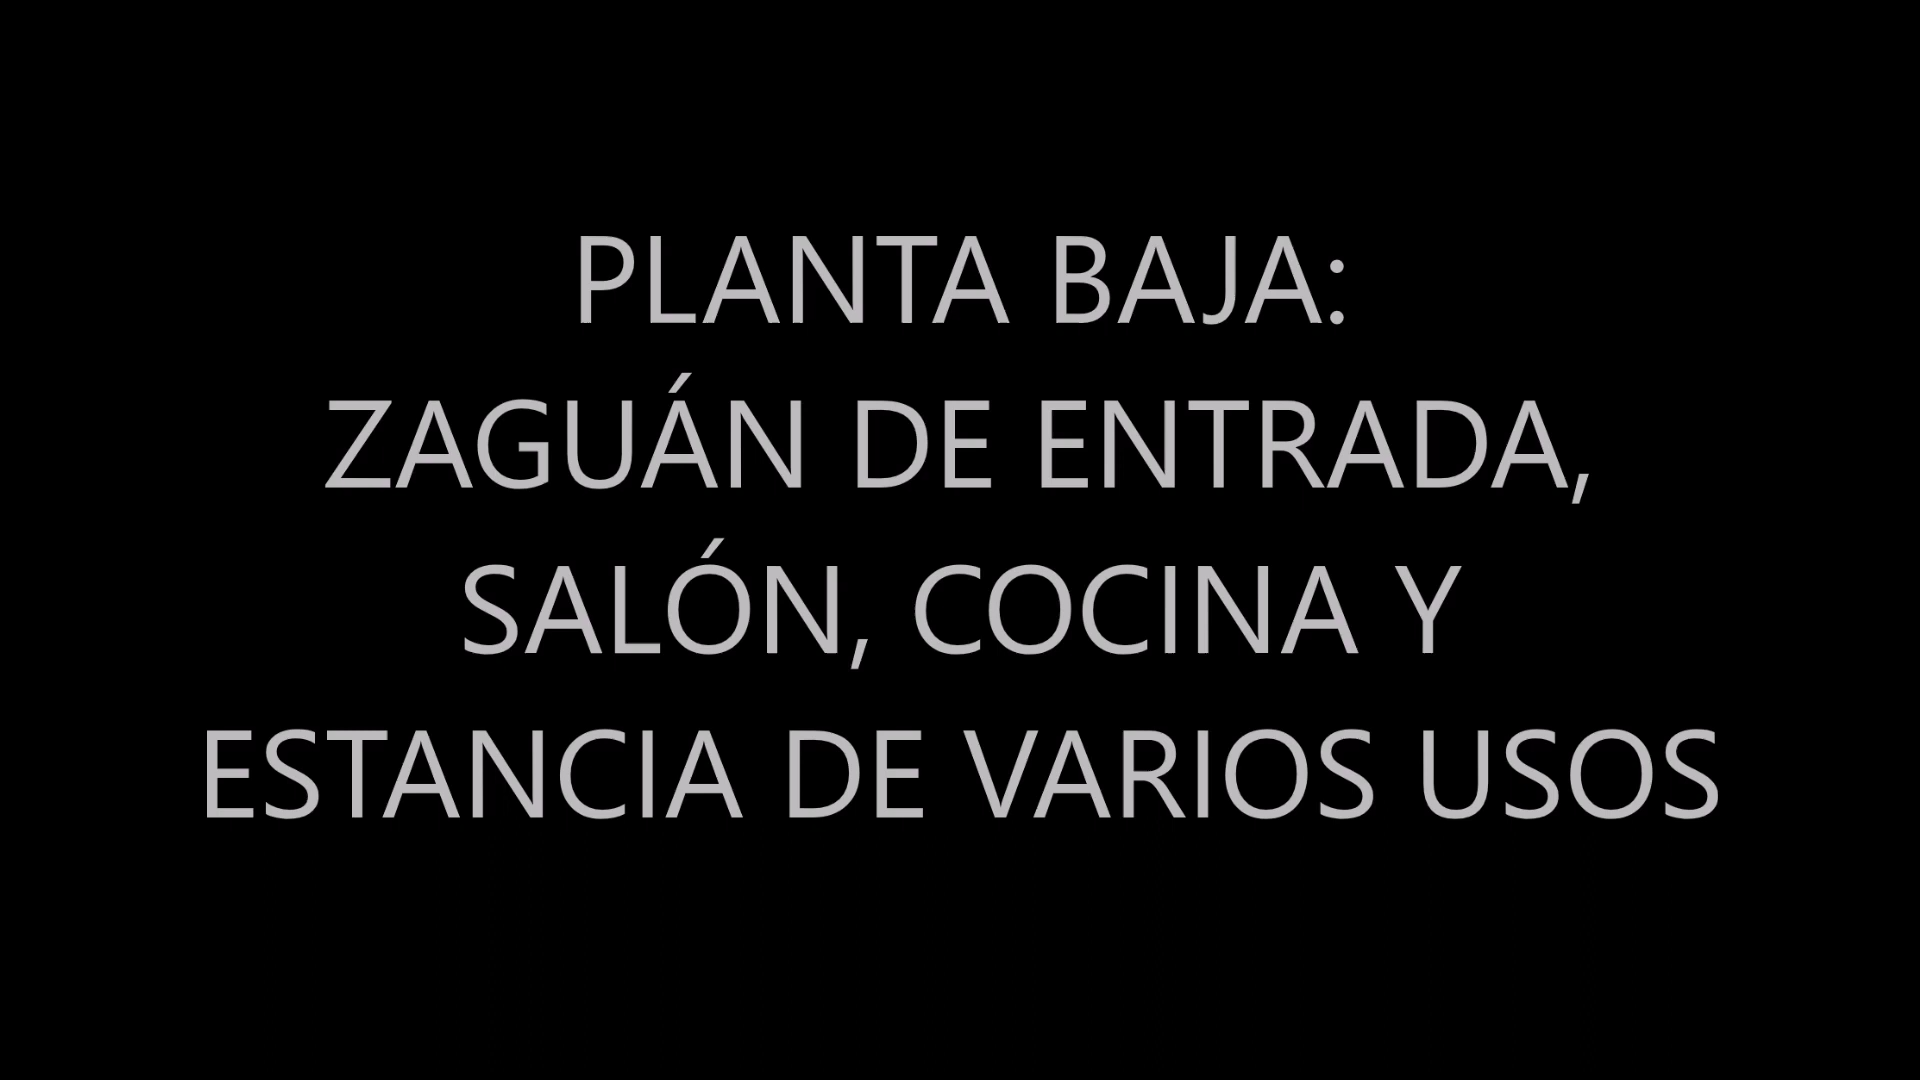 PLANTA BAJA:
ZAGUÁN DE ENTRADA,
SALÓN, COCINA Y
ESTANCIA DE VARIOS USOS